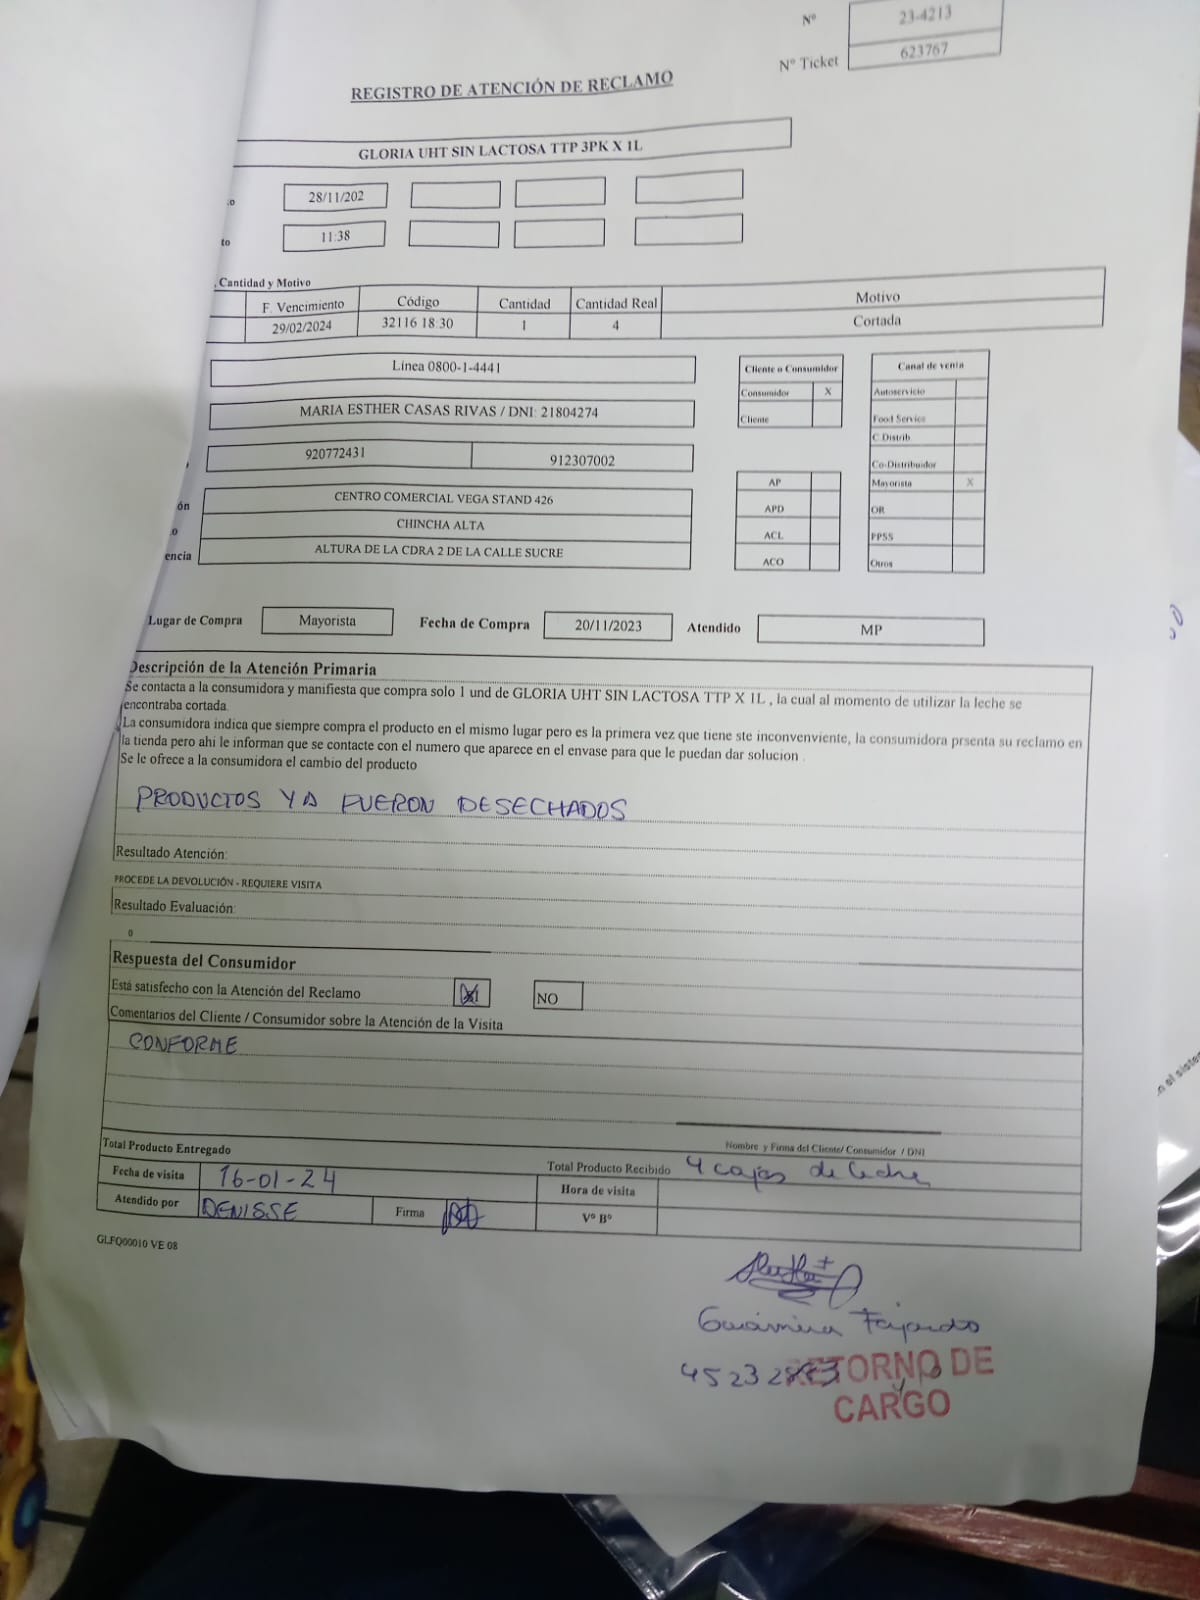 Nº 23-4213
Nº Ticket 623767
REGISTRO DE ATENCIÓN DE RECLAMO
GLORIA UHT SIN LACTOSA TTP 3PK X 1L
.o 28/11/202
to 11:38
. Cantidad y Motivo
F. Vencimiento Código Cantidad Cantidad Real Motivo
29/02/2024 32116 18:30 1 4 Cortada
Línea 0800-1-4441
Cliente o Consumidor
Consumidor X
Cliente
Canal de venta
Autoservicio
Food Service
C.Distrib.
Co-Distribuidor
Mayorista X
OR
PPSS
Otros
MARIA ESTHER CASAS RIVAS / DNI: 21804274
920772431 912307002
ón CENTRO COMERCIAL VEGA STAND 426
.o CHINCHA ALTA
encia ALTURA DE LA CDRA 2 DE LA CALLE SUCRE
AP
APD
ACL
ACO
Lugar de Compra Mayorista Fecha de Compra 20/11/2023 Atendido MP
Descripción de la Atención Primaria
Se contacta a la consumidora y manifiesta que compra solo 1 und de GLORIA UHT SIN LACTOSA TTP X 1L , la cual al momento de utilizar la leche se
encontraba cortada.
La consumidora indica que siempre compra el producto en el mismo lugar pero es la primera vez que tiene ste inconvenviente, la consumidora prsenta su reclamo en
la tienda pero ahi le informan que se contacte con el numero que aparece en el envase para que le puedan dar solucion .
Se le ofrece a la consumidora el cambio del producto
PRODUCTOS YA FUERON DESECHADOS
Resultado Atención:
PROCEDE LA DEVOLUCIÓN - REQUIERE VISITA
Resultado Evaluación:
0
Respuesta del Consumidor
Está satisfecho con la Atención del Reclamo NO
Comentarios del Cliente / Consumidor sobre la Atención de la Visita
CONFORME
Nombre y Firma del Cliente/ Consumidor / DNI
Total Producto Entregado Total Producto Recibido 4 cajas de leche
Fecha de visita 16-01-24 Hora de visita
Atendido por DENISSE Firma Vº Bº
GLFQ00010 VE 08
Fajardo
RETORNO DE
CARGO
n el siste